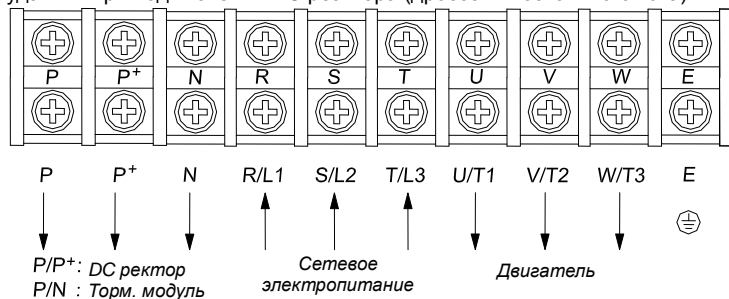 P P+ N R S T U V W E
P P+ N R/L1 S/L2 T/L3 U/T1 V/T2 W/T3 E
P/P+: DC ректор
P/N : Торм. модуль
Сетевое
электропитание
Двигатель